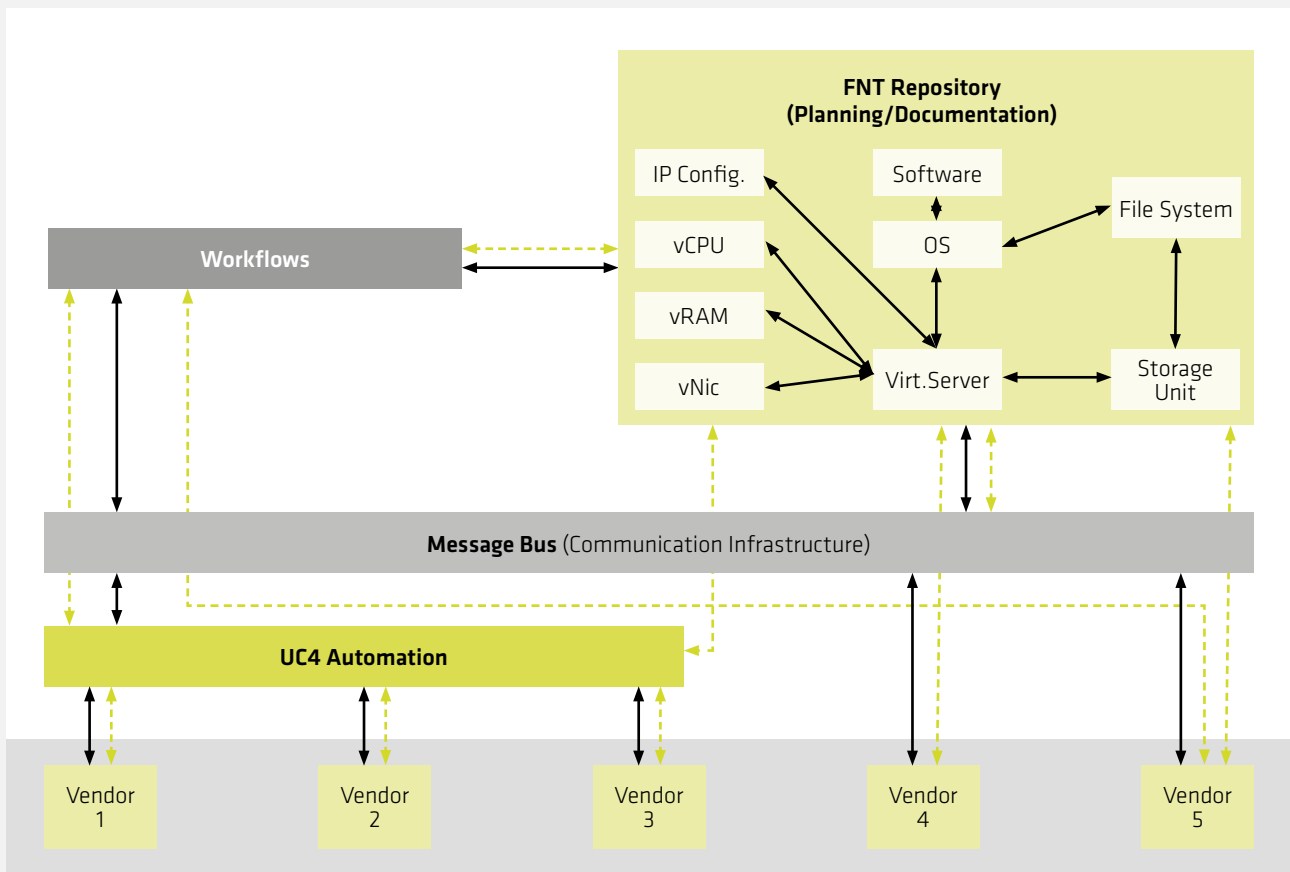 FNT Repository
(Planning/Documentation)
IP Config.
Software
File System
vCPU
OS
Workflows
vRAM
vNic
Virt.Server
Storage
Unit
Message Bus (Communication Infrastructure)
UC4 Automation
Vendor
1
Vendor
2
Vendor
3
Vendor
4
Vendor
5